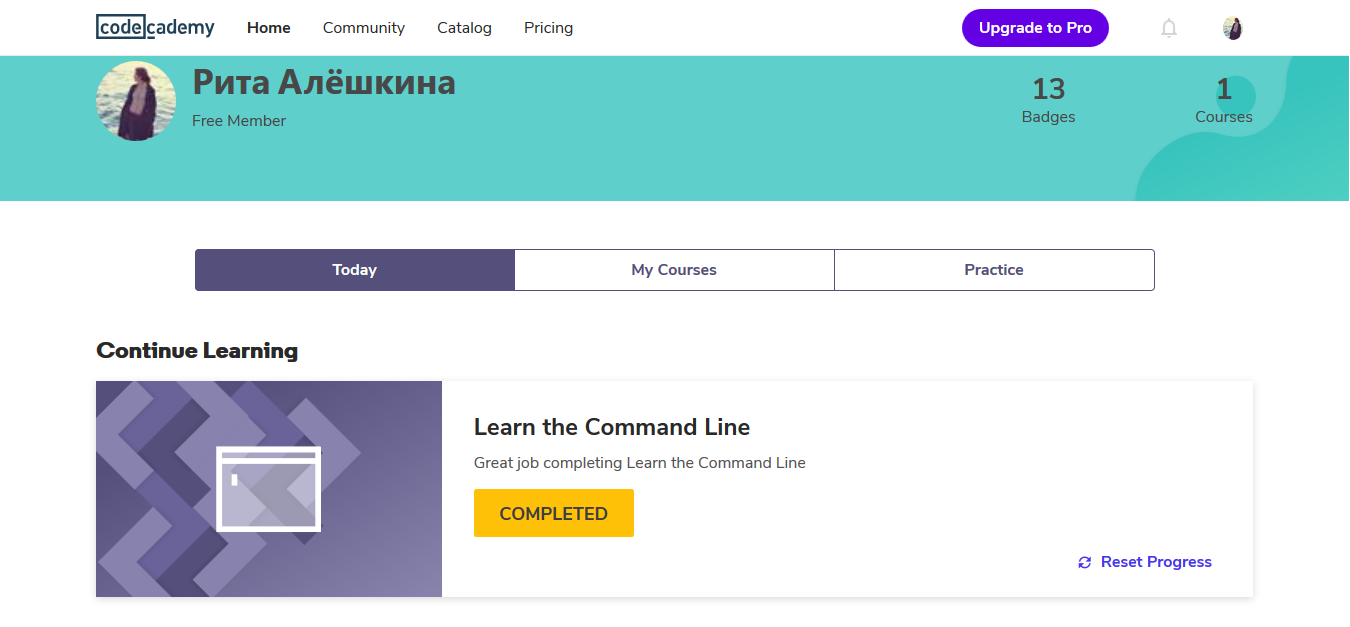 codecademy Home Community Catalog Pricing Upgrade to Pro
Рита Алёшкина
Free Member
13
Badges
1
Courses
Today My Courses Practice
Continue Learning
Learn the Command Line
Great job completing Learn the Command Line
COMPLETED
Reset Progress